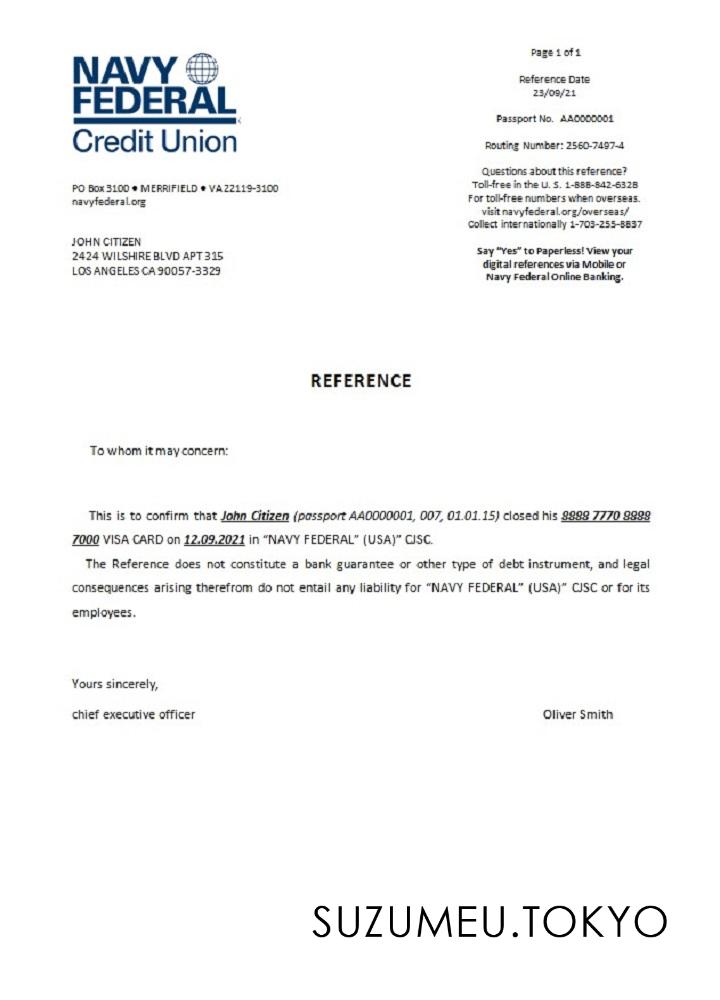 NAVY
FEDERAL
Credit Union
PO Box 3100 • MERRIFIELD • VA 22119-3100
navyfederal.org
JOHN CITIZEN
2424 WILSHIRE BLVD APT 315
LOS ANGELES CA 90057-3329
Page 1 of 1
Reference Date
23/09/21
Passport No. AA0000001
Routing Number: 2560-7497-4
Questions about this reference?
Toll-free in the U. S. 1-888-842-6328
For toll-free numbers when overseas.
visit navyfederal.org/overseas/
Collect internationally 1-703-255-8837
Say "Yes" to Paperless! View your
digital references via Mobile or
Navy Federal Online Banking.
REFERENCE
To whom it may concern:
This is to confirm that John Citizen (passport AA0000001, 007, 01.01.15) closed his 8888 7770 8888
7000 VISA CARD on 12.09.2021 in "NAVY FEDERAL" (USA)" CJSC.
The Reference does not constitute a bank guarantee or other type of debt instrument, and legal
consequences arising therefrom do not entail any liability for "NAVY FEDERAL" (USA)" CJSC or for its
employees.
Yours sincerely,
chief executive officer Oliver Smith
SUZUMEU.TOKYO